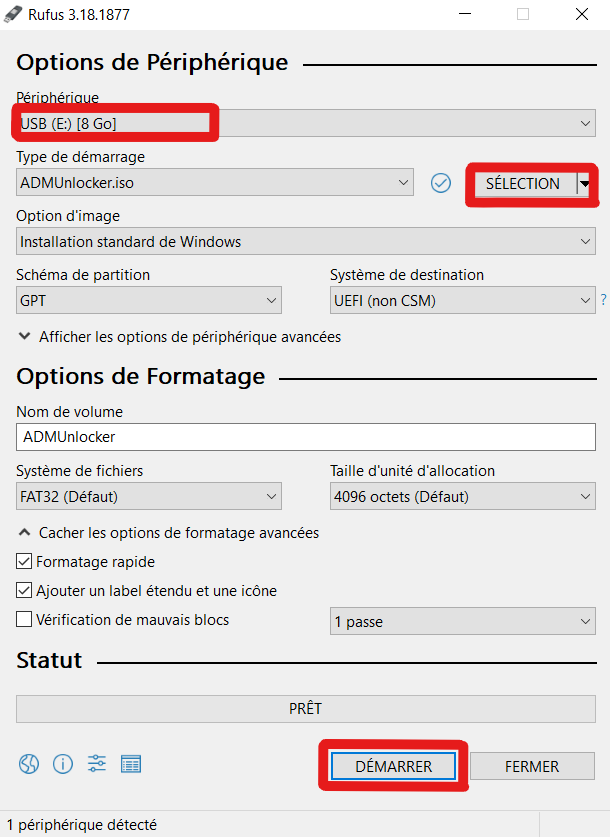 Rufus 3.18.1877
Options de Périphérique
Périphérique
USB (E:) [8 Go]
Type de démarrage
ADMUnlocker.iso
SÉLECTION
Option d'image
Installation standard de Windows
Schéma de partition
Système de destination
GPT
UEFI (non CSM)
?
Afficher les options de périphérique avancées
Options de Formatage
Nom de volume
ADMUnlocker
Système de fichiers
Taille d'unité d'allocation
FAT32 (Défaut)
4096 octets (Défaut)
Cacher les options de formatage avancées
Formatage rapide
Ajouter un label étendu et une icône
Vérification de mauvais blocs
1 passe
Statut
PRÊT
DÉMARRER
FERMER
1 périphérique détecté